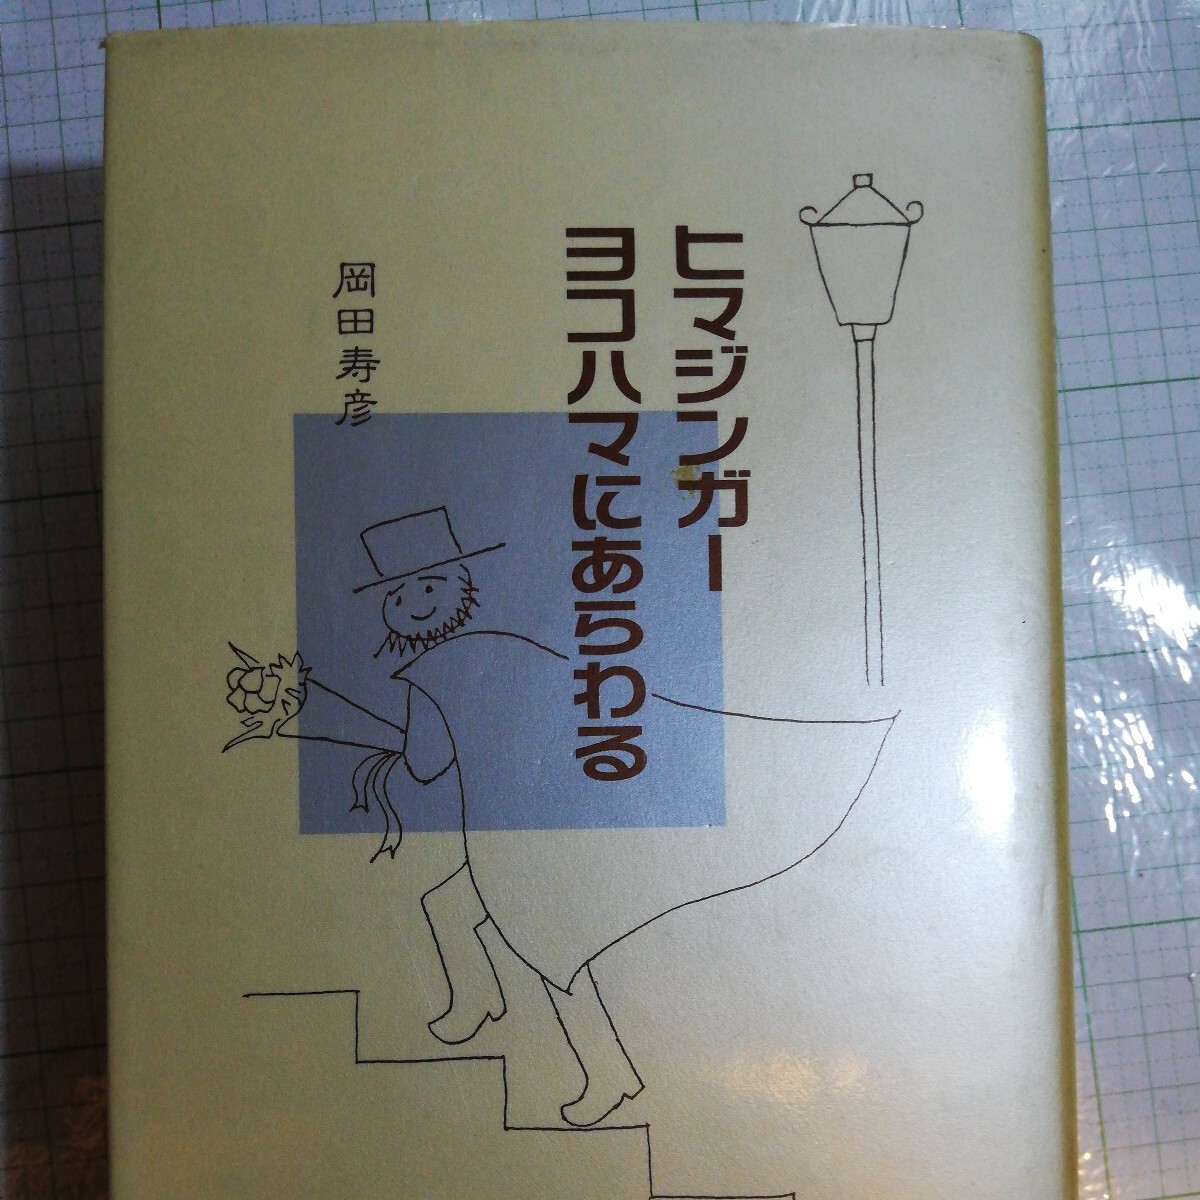 ヒマジンガー
ヨコハマにあらわる
岡田寿彦